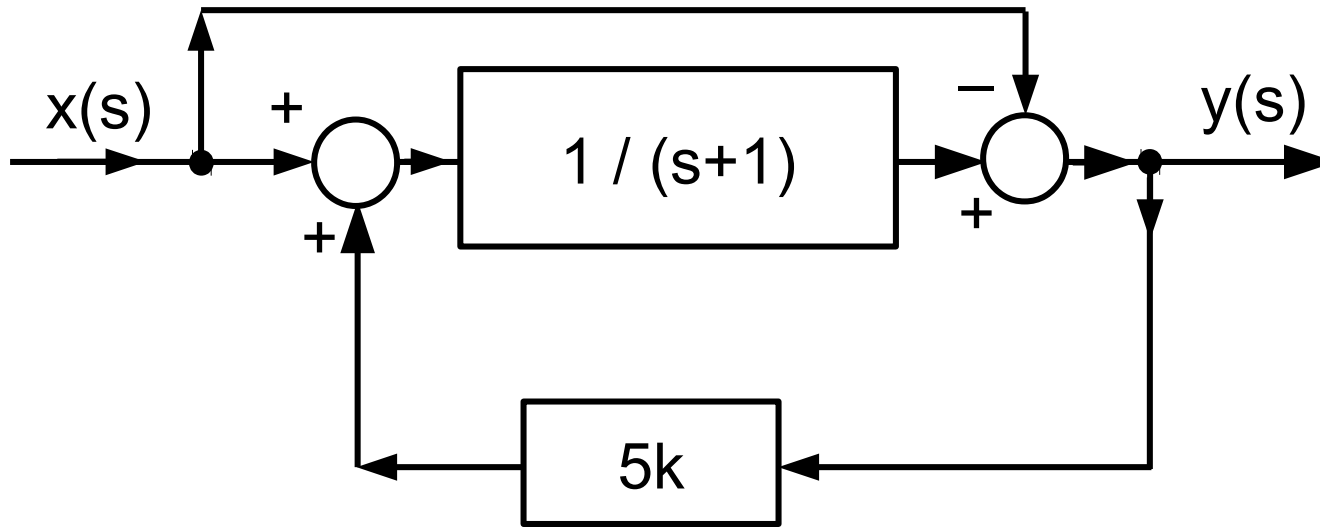 x(s)
+
+
1 / (s+1)
−
+
y(s)
5k